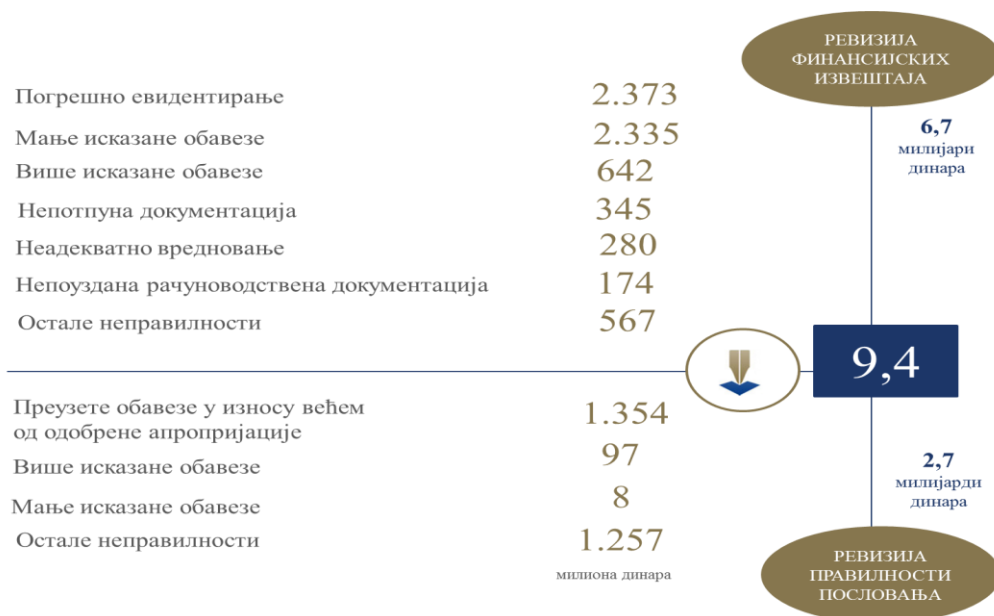 РЕВИЗИЈА
ФИНАНСИЈСКИХ
ИЗВЕШТАЈА
6,7
милијари
динара
Погрешно евидентирање 2.373
Мање исказане обавезе 2.335
Више исказане обавезе 642
Непотпуна документација 345
Неадекватно вредновање 280
Непоуздана рачуноводствена документација 174
Остале неправилности 567
9,4
Преузете обавезе у износу већем
од одобрене апропријације 1.354
Више исказане обавезе 97
Мање исказане обавезе 8
Остале неправилности 1.257
милиона динара
2,7
милијарди
динара
РЕВИЗИЈА
ПРАВИЛНОСТИ
ПОСЛОВАЊА